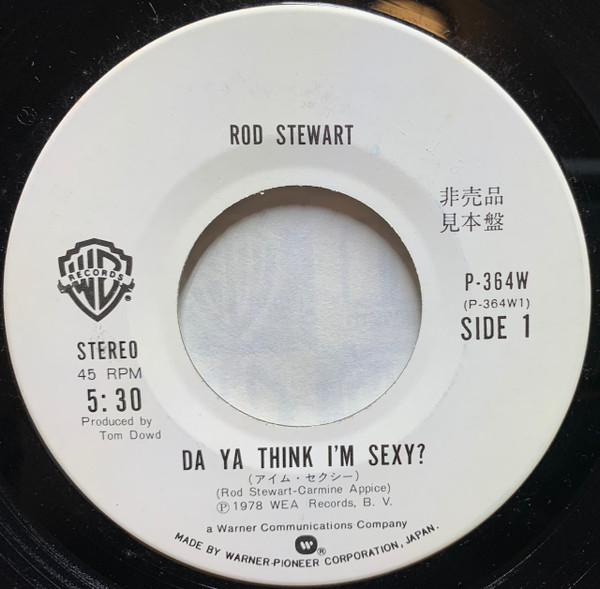 ROD STEWART
非売品
見本盤
WB
RECORDS
®
P-364W
(P-364W1)
SIDE 1
STEREO
45 RPM
5:30
Produced by
Tom Dowd
DA YA THINK I'M SEXY?
(アイム・セクシー)
(Rod Stewart-Carmine Appice)
Ⓟ1978 WEA Records, B. V.
a Warner Communications Company
®
MADE BY WARNER-PIONEER CORPORATION, JAPAN.